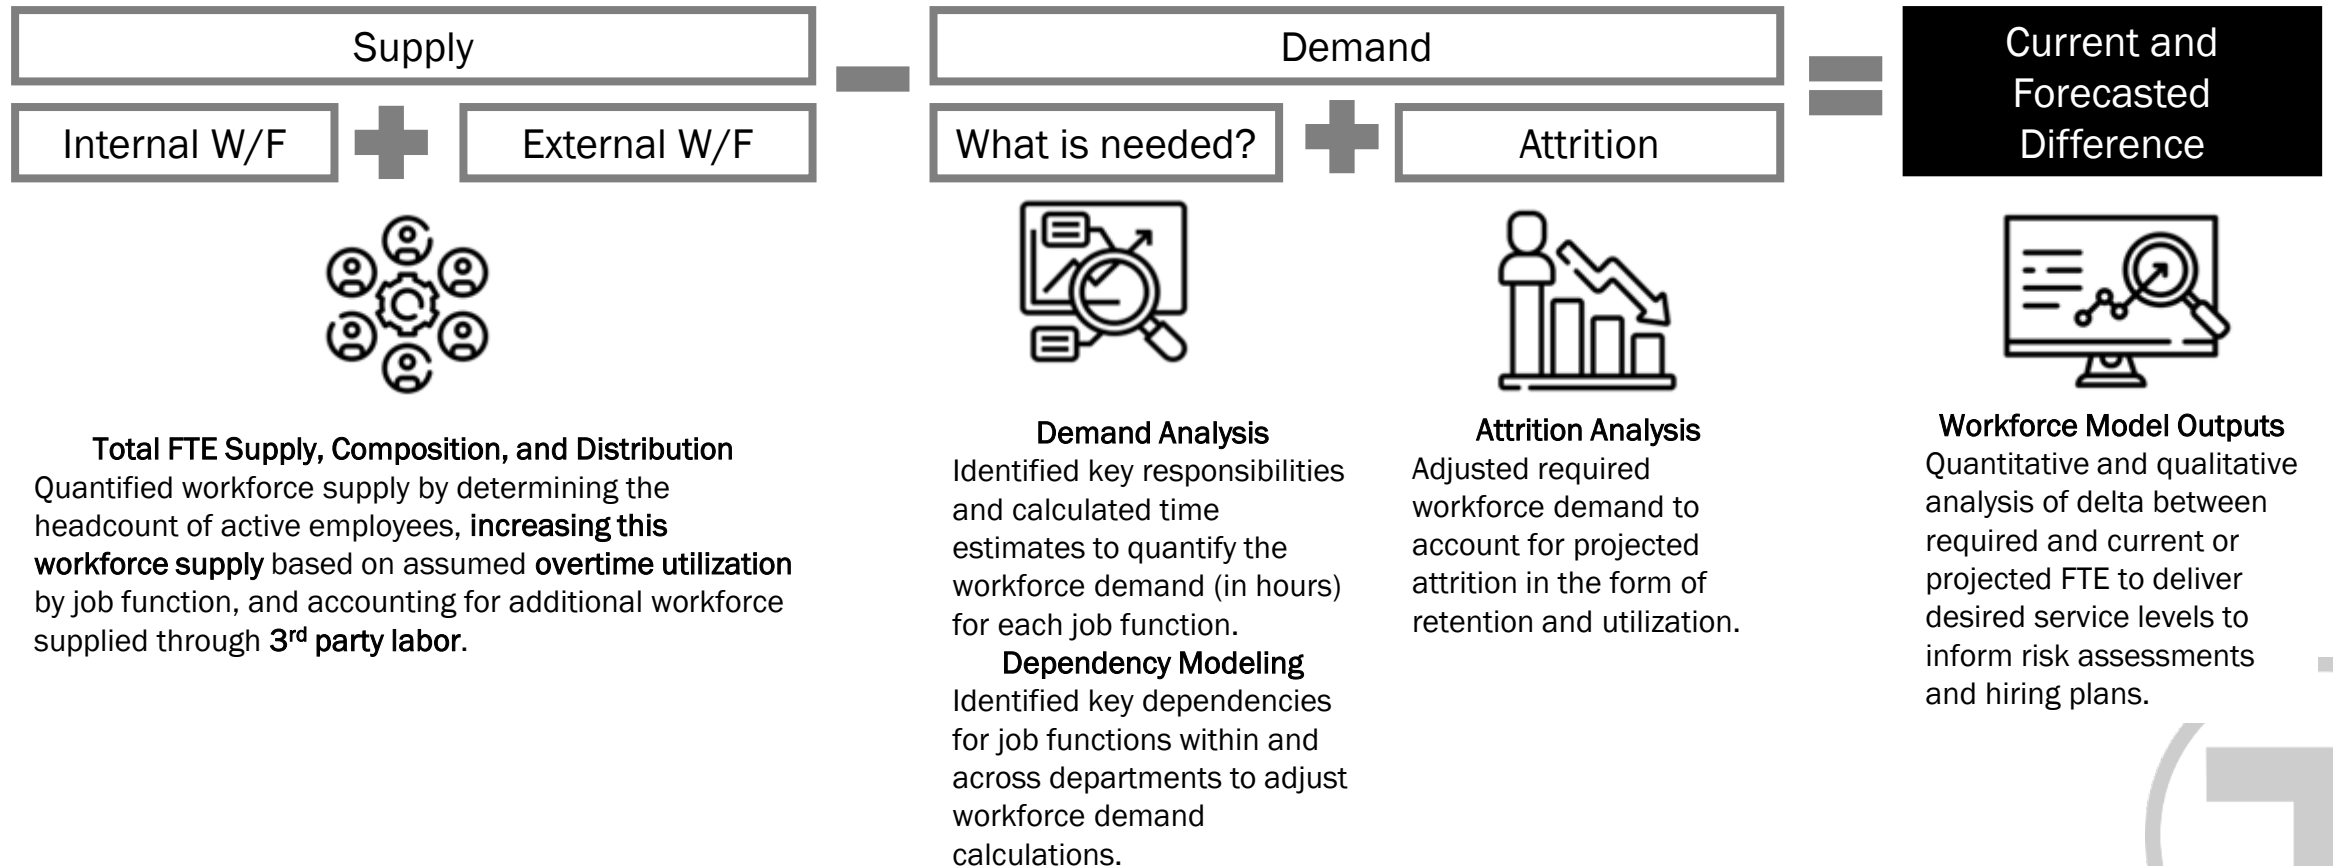 Supply
Demand
Current and
Forecasted
Difference
Internal W/F
External W/F
What is needed?
Attrition
Total FTE Supply, Composition, and Distribution
Quantified workforce supply by determining the
headcount of active employees, increasing this
workforce supply based on assumed overtime utilization
by job function, and accounting for additional workforce
supplied through 3rd party labor.
Demand Analysis
Identified key responsibilities
and calculated time
estimates to quantify the
workforce demand (in hours)
for each job function.
Dependency Modeling
Identified key dependencies
for job functions within and
across departments to adjust
workforce demand
calculations.
Attrition Analysis
Adjusted required
workforce demand to
account for projected
attrition in the form of
retention and utilization.
Workforce Model Outputs
Quantitative and qualitative
analysis of delta between
required and current or
projected FTE to deliver
desired service levels to
inform risk assessments
and hiring plans.